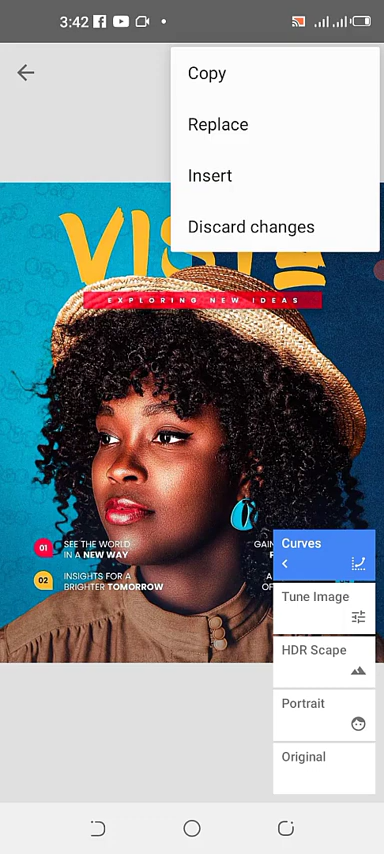 3:42
Copy
Replace
Insert
Discard changes
EXPLORING NEW IDEAS
01 SEE THE WORLD
IN A NEW WAY
02 INSIGHTS FOR A
BRIGHTER TOMORROW
Curves
Tune Image
HDR Scape
Portrait
Original